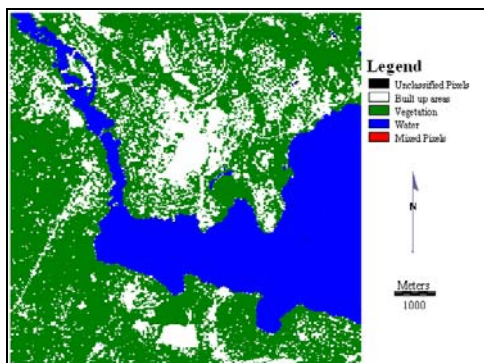 Legend
Unclassified Pixels
Built up areas
Vegetation
Water
Mixed Pixels
N
Meters
1000